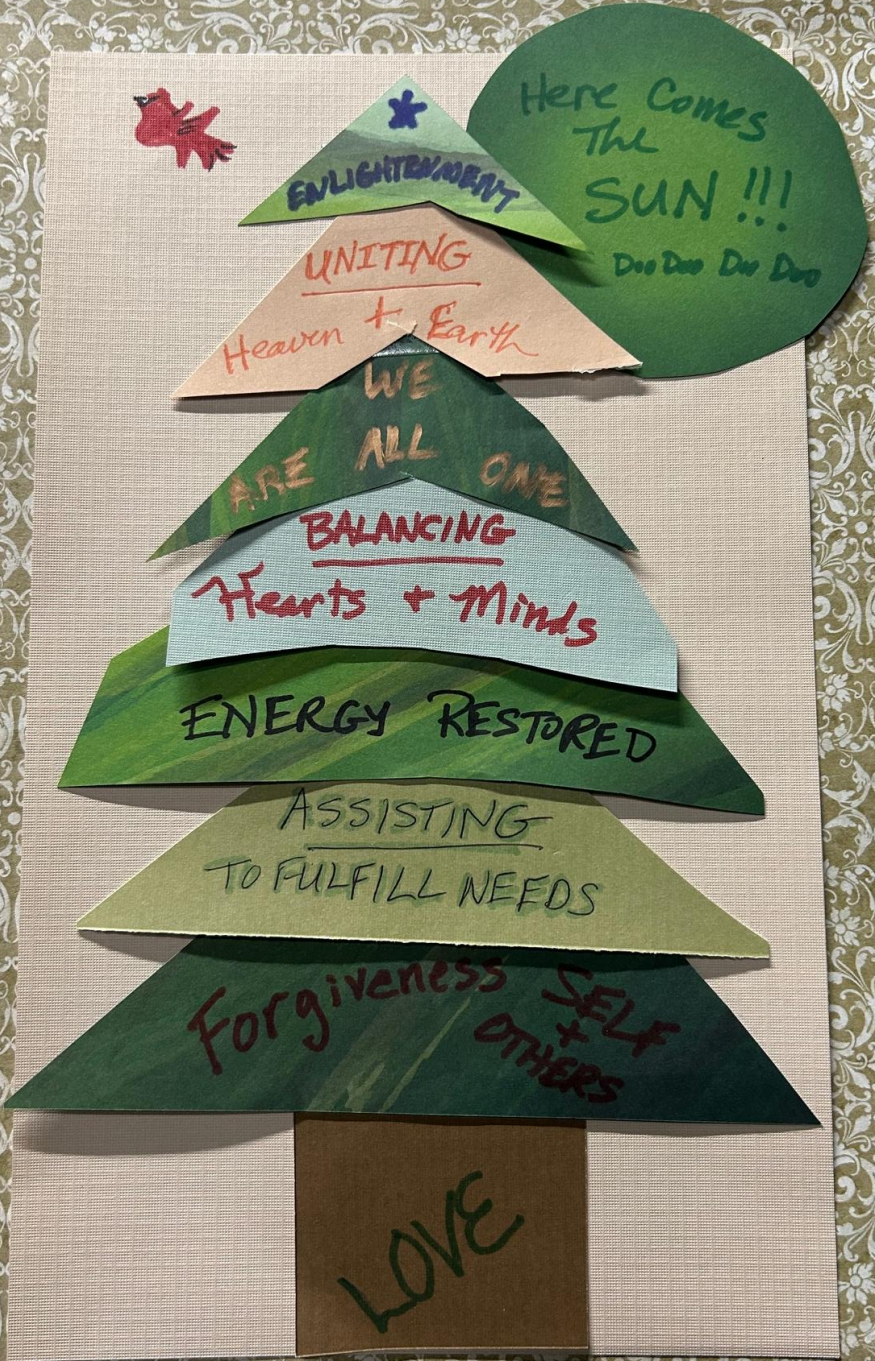 Here Comes
The
SUN!!!
Doo Doo Doo Doo
ENLIGHTENMENT
UNITING
Heaven + Earth
WE
ARE ALL ONE
BALANCING
Hearts + Minds
ENERGY RESTORED
ASSISTING
TO FULFILL NEEDS
Forgiveness SELF
+
OTHERS
LOVE